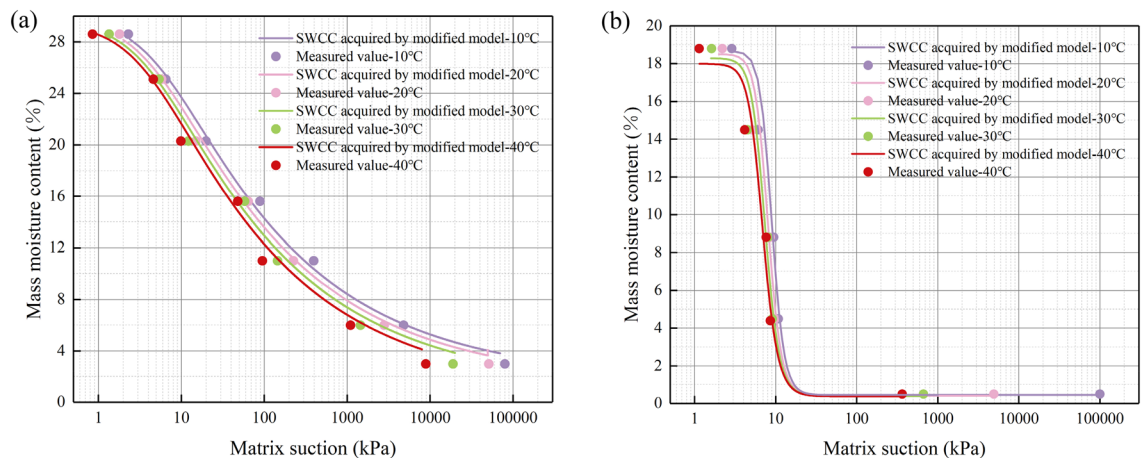 (a)
28
24
20
16
12
8
4
0
Mass moisture content (%)
SWCC acquired by modified model-10°C
Measured value-10°C
SWCC acquired by modified model-20°C
Measured value-20°C
SWCC acquired by modified model-30°C
Measured value-30°C
SWCC acquired by modified model-40°C
Measured value-40°C
1 10 100 1000 10000 100000
Matrix suction (kPa)
(b)
20
18
16
14
12
10
8
6
4
2
0
Mass moisture content (%)
SWCC acquired by modified model-10°C
Measured value-10°C
SWCC acquired by modified model-20°C
Measured value-20°C
SWCC acquired by modified model-30°C
Measured value-30°C
SWCC acquired by modified model-40°C
Measured value-40°C
1 10 100 1000 10000 100000
Matrix suction (kPa)